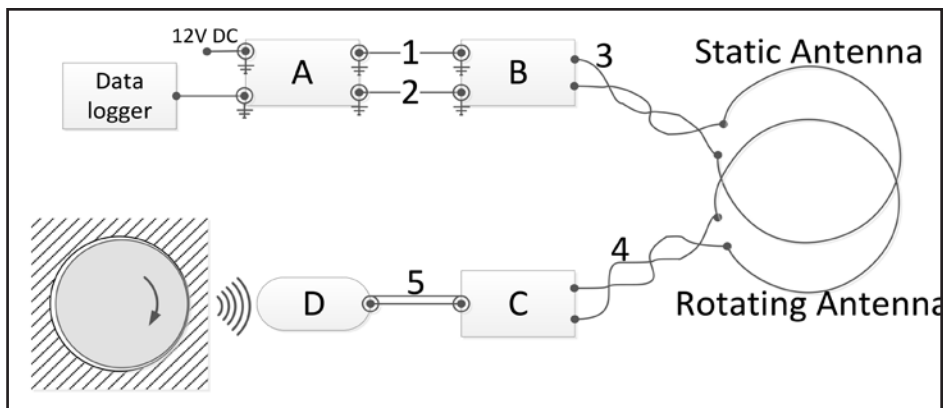 12V DC
Data
logger
A
1
2
B
3
Static Antenna
D
5
C
4
Rotating Antenna